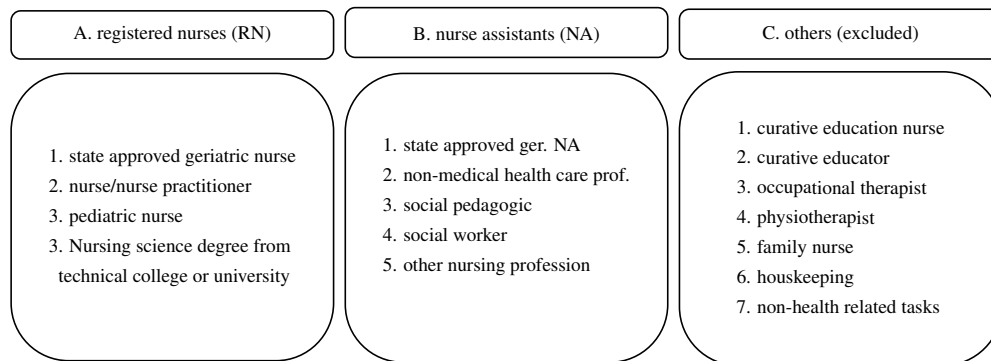 A. registered nurses (RN)
1. state approved geriatric nurse
2. nurse/nurse practitioner
3. pediatric nurse
3. Nursing science degree from
technical college or university
B. nurse assistants (NA)
1. state approved ger. NA
2. non-medical health care prof.
3. social pedagogic
4. social worker
5. other nursing profession
C. others (excluded)
1. curative education nurse
2. curative educator
3. occupational therapist
4. physiotherapist
5. family nurse
6. houskeeping
7. non-health related tasks